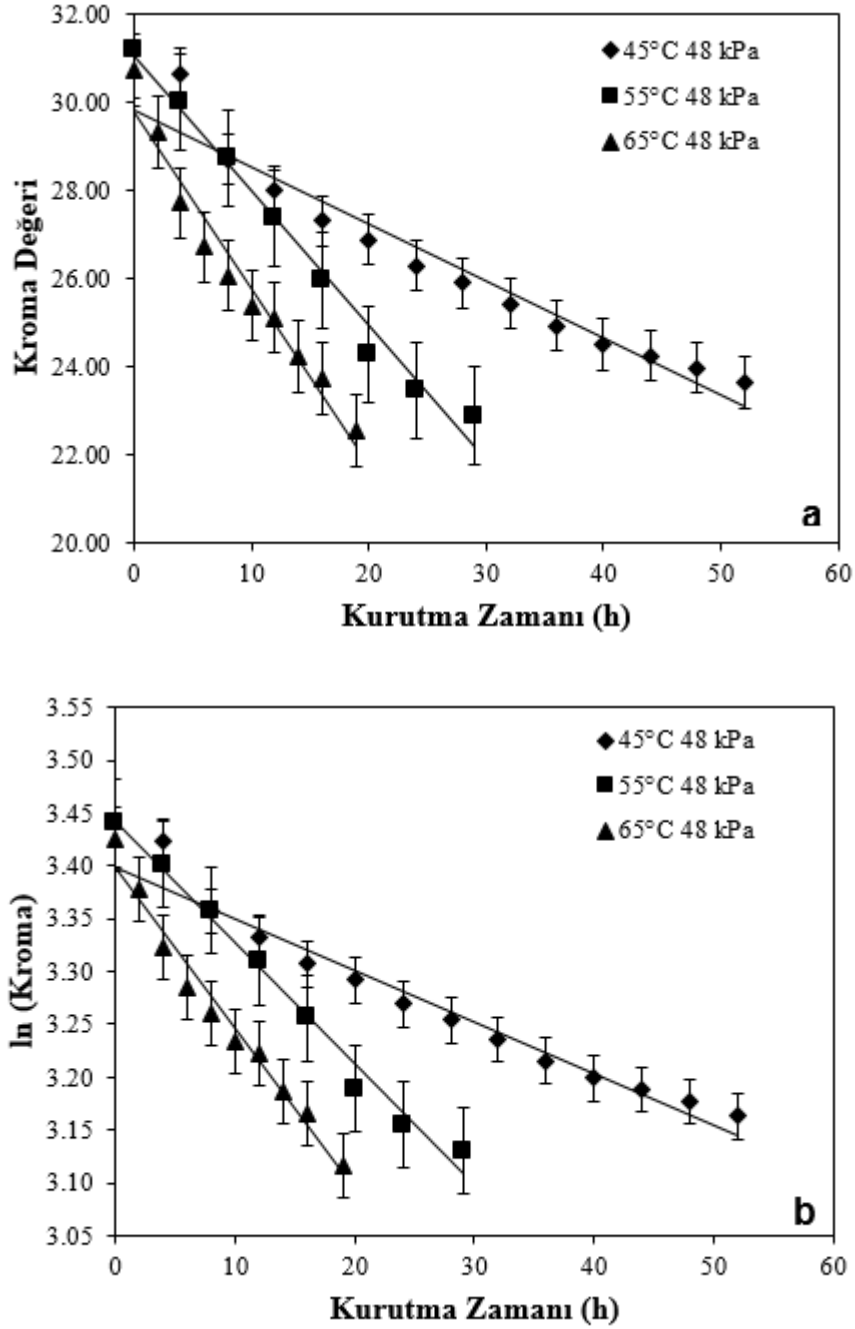 32.00
30.00
28.00
26.00
24.00
22.00
20.00
Kroma Değeri
45°C 48 kPa
55°C 48 kPa
65°C 48 kPa
a
0 10 20 30 40 50 60
Kurutma Zamanı (h)
3.55
3.50
3.45
3.40
3.35
3.30
3.25
3.20
3.15
3.10
3.05
ln (Kroma)
45°C 48 kPa
55°C 48 kPa
65°C 48 kPa
b
0 10 20 30 40 50 60
Kurutma Zamanı (h)